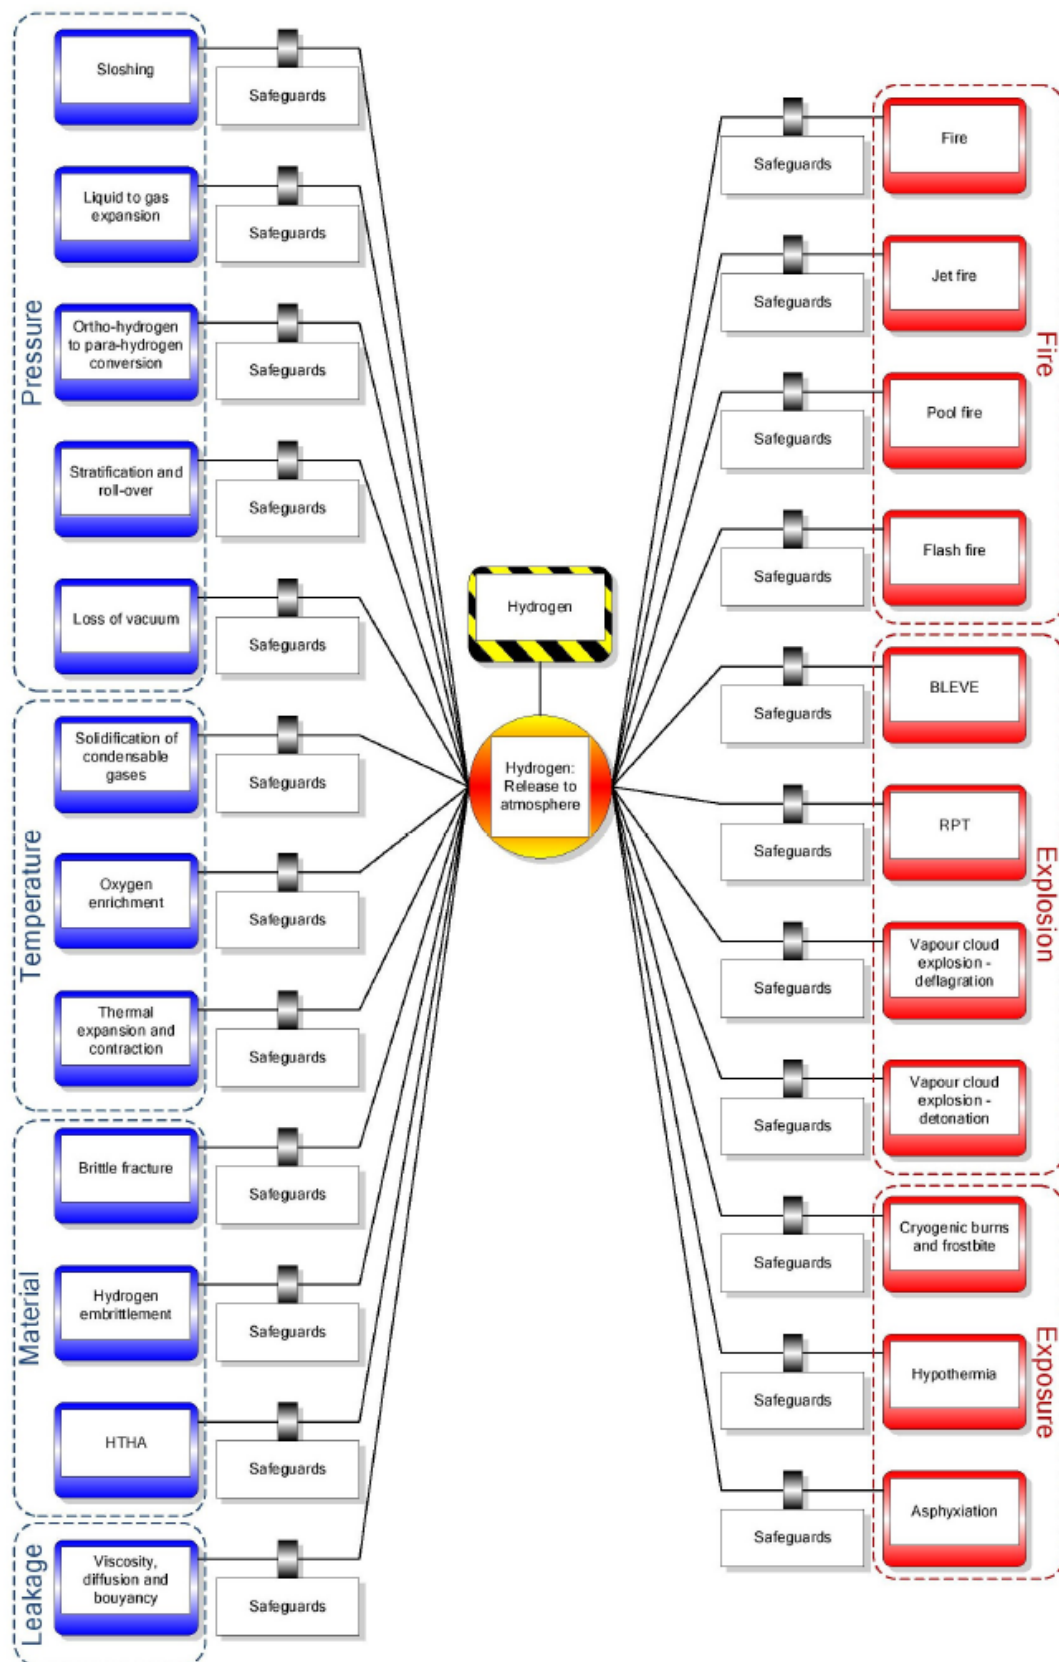 Pressure
Sloshing
Safeguards
Liquid to gas
expansion
Safeguards
Ortho-hydrogen
to para-hydrogen
conversion
Safeguards
Stratification and
roll-over
Safeguards
Loss of vacuum
Safeguards
Temperature
Solidification of
condensable
gases
Safeguards
Oxygen
enrichment
Safeguards
Thermal
expansion and
contraction
Safeguards
Material
Brittle fracture
Safeguards
Hydrogen
embrittlement
Safeguards
HTHA
Safeguards
Leakage
Viscosity,
diffusion and
bouyancy
Safeguards
Hydrogen
Hydrogen:
Release to
atmosphere
Fire
Safeguards
Fire
Safeguards
Jet fire
Safeguards
Pool fire
Safeguards
Flash fire
Explosion
Safeguards
BLEVE
Safeguards
RPT
Safeguards
Vapour cloud
explosion -
deflagration
Safeguards
Vapour cloud
explosion -
detonation
Exposure
Safeguards
Cryogenic burns
and frostbite
Safeguards
Hypothermia
Safeguards
Asphyxiation